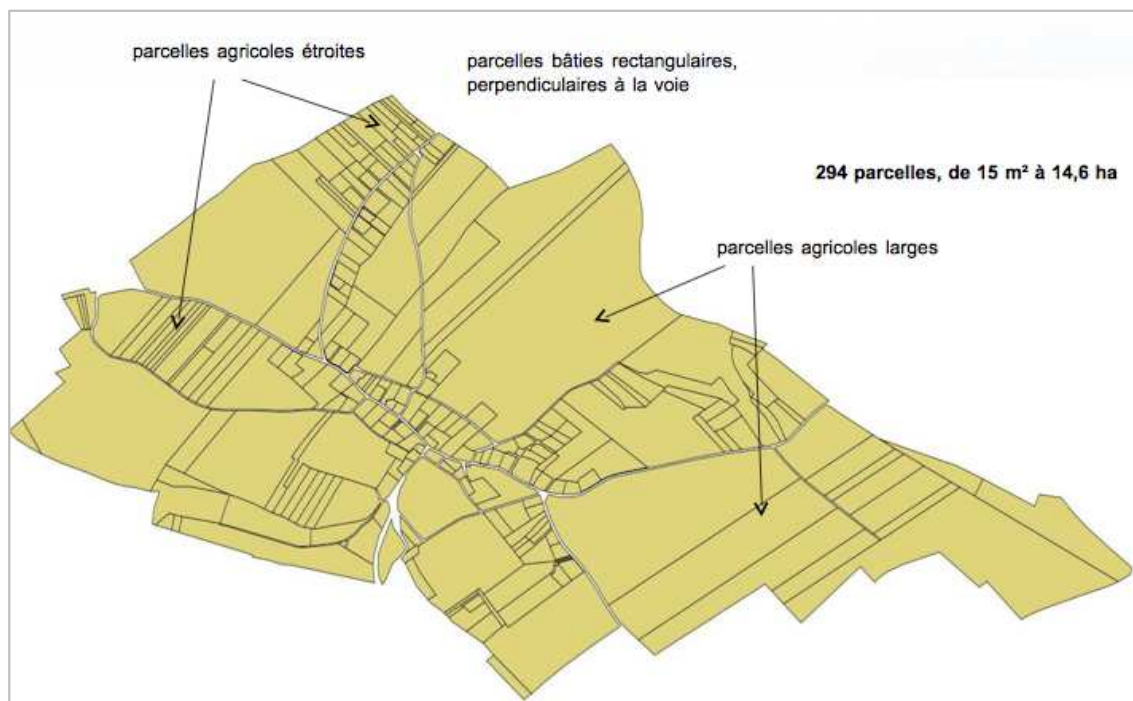 parcelles agricoles étroites
parcelles bâties rectangulaires,
perpendiculaires à la voie
294 parcelles, de 15 m² à 14,6 ha
parcelles agricoles larges